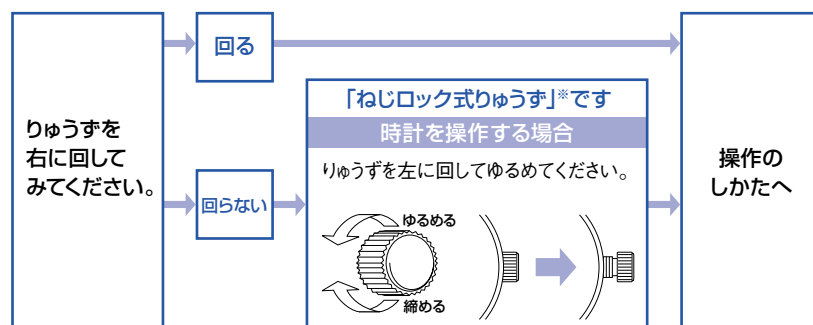 りゅうずを
右に回して
みてください。
回る
回らない
「ねじロック式りゅうず」※です
時計を操作する場合
りゅうずを左に回してゆるめてください。
ゆるめる
締める
操作の
しかたへ